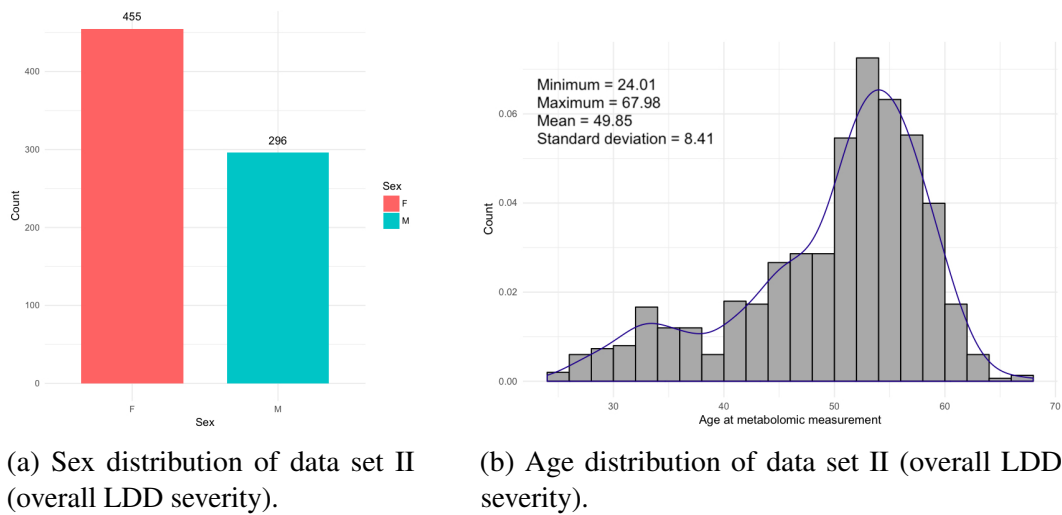 455
400
296
300
200
100
0
Count
F
M
Sex
Sex
F
M
Minimum = 24.01
Maximum = 67.98
Mean = 49.85
Standard deviation = 8.41
0.06
0.04
0.02
0.00
Count
30
40
50
60
70
Age at metabolomic measurement
(a) Sex distribution of data set II
(overall LDD severity).
(b) Age distribution of data set II (overall LDD
severity).